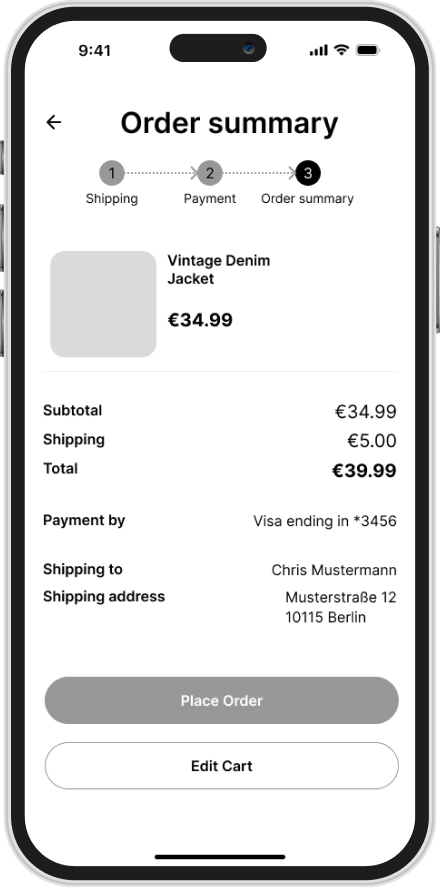 9:41
Order summary
1 2 3
Shipping Payment Order summary
Vintage Denim
Jacket
€34.99
Subtotal €34.99
Shipping €5.00
Total €39.99
Payment by Visa ending in *3456
Shipping to Chris Mustermann
Shipping address Musterstraße 12
10115 Berlin
Place Order
Edit Cart